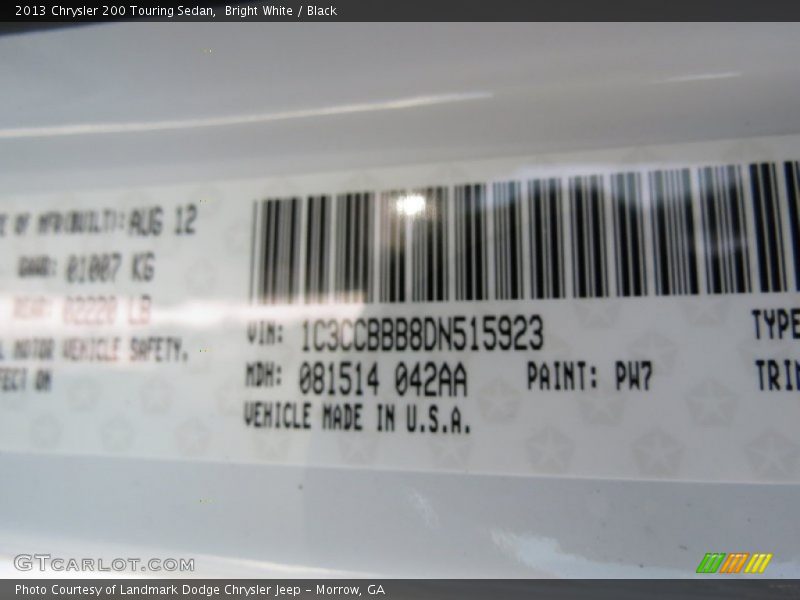 2013 Chrysler 200 Touring Sedan, Bright White / Black
E OF MFD(BUILT): AUG 12
GAWR: 01007 KG
REAR: 02220 LB
L MOTOR VEHICLE SAFETY.
FECT ON
VIN: 1C3CCBBB8DN515923
MDH: 081514 042AA
PAINT: PW7
VEHICLE MADE IN U.S.A.
TYPE
TRIM
GTCARLOT.COM
Photo Courtesy of Landmark Dodge Chrysler Jeep – Morrow, GA